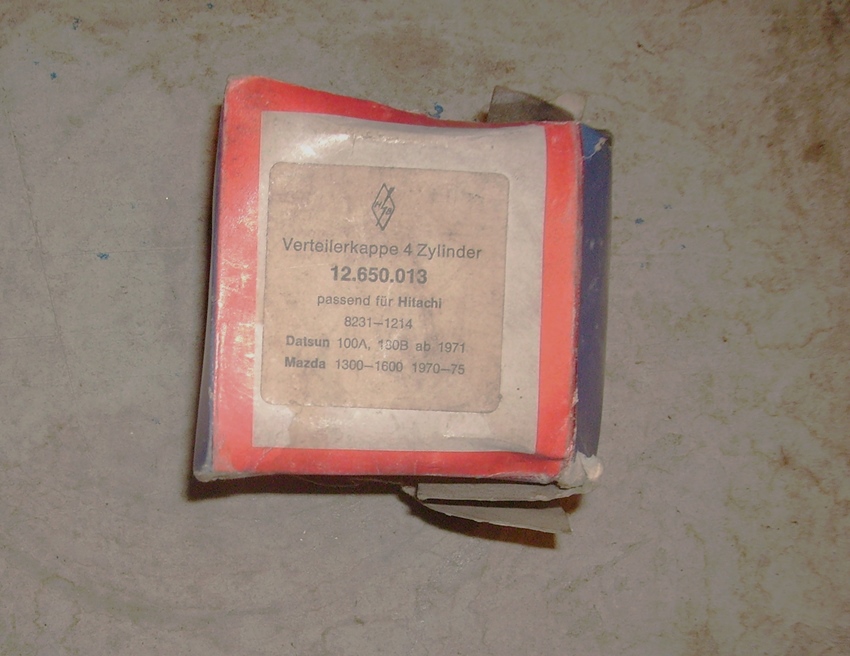 Verteilerkappe 4 Zylinder
12.650.013
passend für Hitachi
8231–1214
Datsun 100A, 180B ab 1971
Mazda 1300–1600 1970–75